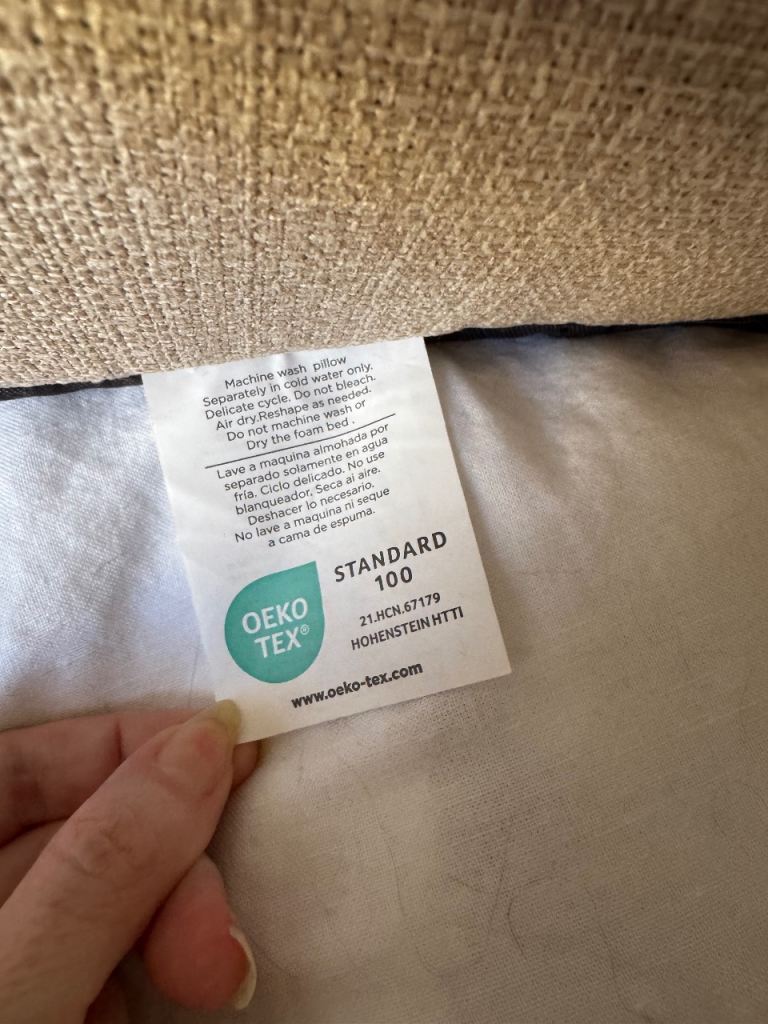 Machine wash pillow
Separately in cold water only.
Delicate cycle. Do not bleach.
Air dry.Reshape as needed.
Do not machine wash or
Dry the foam bed .
Lave a maquina almohada por
separado solamente en agua
fría. Ciclo delicado. No use
blanqueador. Seca ai aire.
Deshacer lo necesario.
No lave a maquina ni seque
a cama de espuma.
OEKO
TEX®
STANDARD
100
21.HCN.67179
HOHENSTEIN HTTI
www.oeko-tex.com